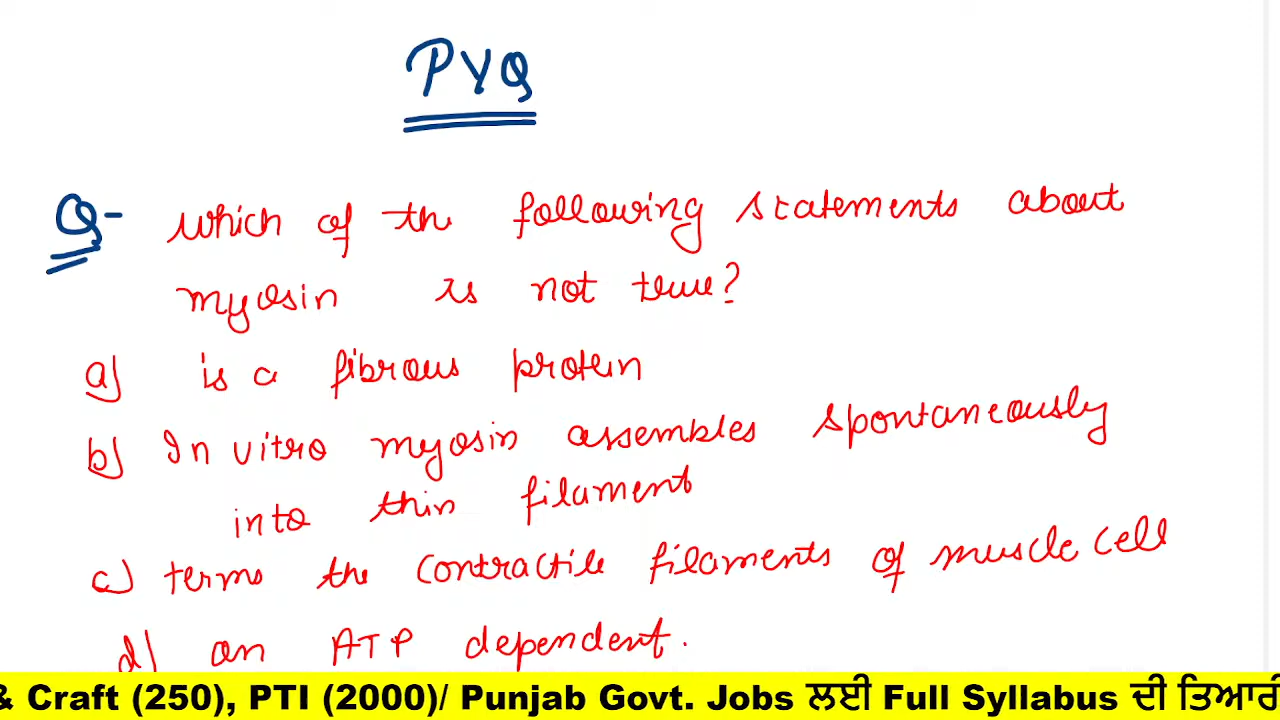 PYQ
Q- which of the following statements about
myosin is not true?
a) is a fibrous protein
b) In vitro myosin assembles spontaneously
into thin filament
c) terms the contractile filaments of muscle cell
d) an ATP dependent.
& Craft (250), PTI (2000)/ Punjab Govt. Jobs ਲਈ Full Syllabus ਦੀ ਤਿਆਰੀ